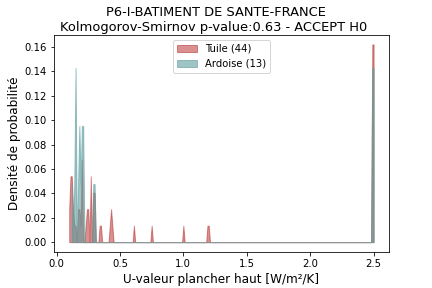 P6-I-BATIMENT DE SANTE-FRANCE
Kolmogorov-Smirnov p-value:0.63 - ACCEPT H0
Tuile (44)
Ardoise (13)
Densité de probabilité
0.16
0.14
0.12
0.10
0.08
0.06
0.04
0.02
0.00
0.0 0.5 1.0 1.5 2.0 2.5
U-valeur plancher haut [W/m²/K]